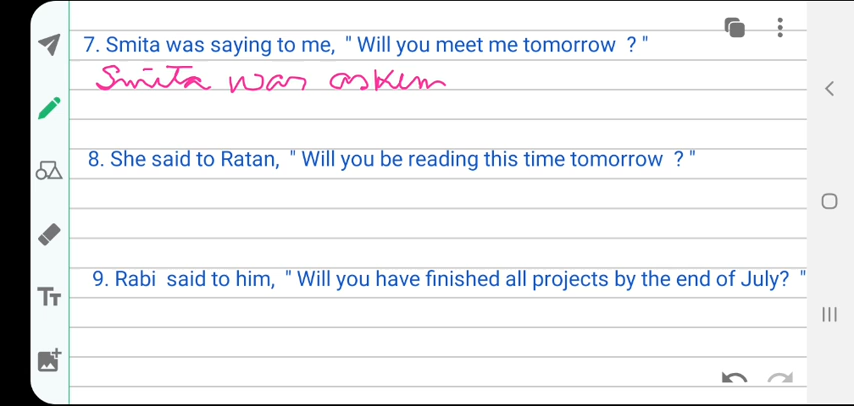 7. Smita was saying to me, " Will you meet me tomorrow ? "
Smita was
8. She said to Ratan, " Will you be reading this time tomorrow ? "
9. Rabi said to him, " Will you have finished all projects by the end of July? "
TT